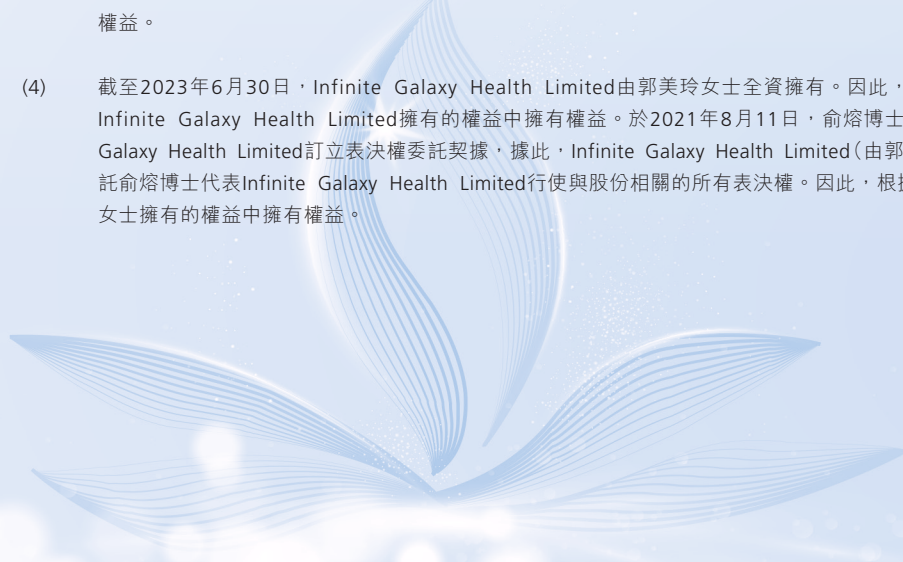 權益。
(4) 截至2023年6月30日，Infinite Galaxy Health Limited由郭美玲女士全資擁有。因此，
Infinite Galaxy Health Limited擁有的權益中擁有權益。於2021年8月11日，俞熔博士
Galaxy Health Limited訂立表決權委託契據，據此，Infinite Galaxy Health Limited（由郭
託俞熔博士代表Infinite Galaxy Health Limited行使與股份相關的所有表決權。因此，根
女士擁有的權益中擁有權益。